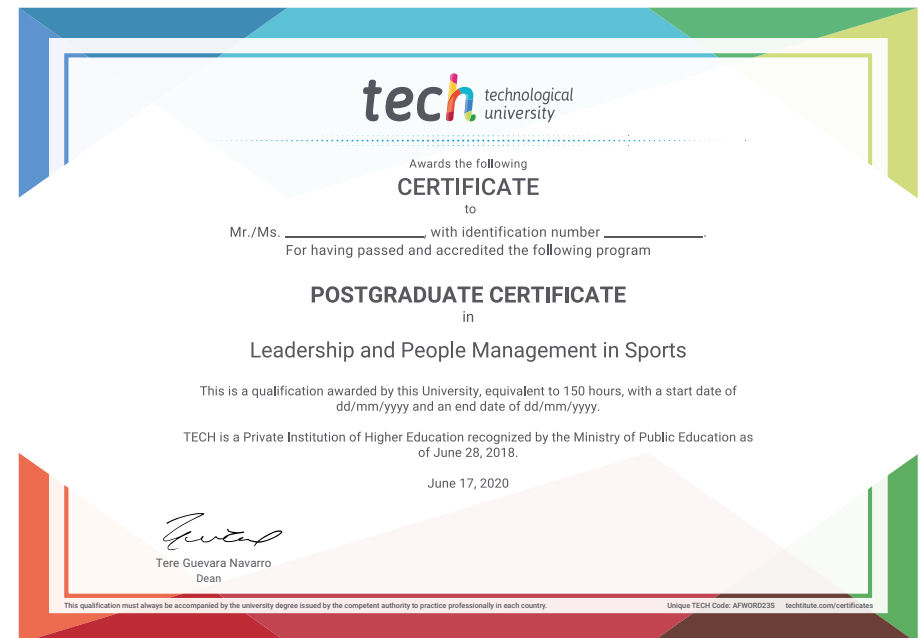 tech technological
university
Awards the following
CERTIFICATE
to
Mr./Ms. ____________________, with identification number ______________.
For having passed and accredited the following program
POSTGRADUATE CERTIFICATE
in
Leadership and People Management in Sports
This is a qualification awarded by this University, equivalent to 150 hours, with a start date of
dd/mm/yyyy and an end date of dd/mm/yyyy.
TECH is a Private Institution of Higher Education recognized by the Ministry of Public Education as
of June 28, 2018.
June 17, 2020
Tere Guevara Navarro
Dean
This qualification must always be accompanied by the university degree issued by the competent authority to practice professionally in each country. Unique TECH Code: AFWORD23S techtitute.com/certificates